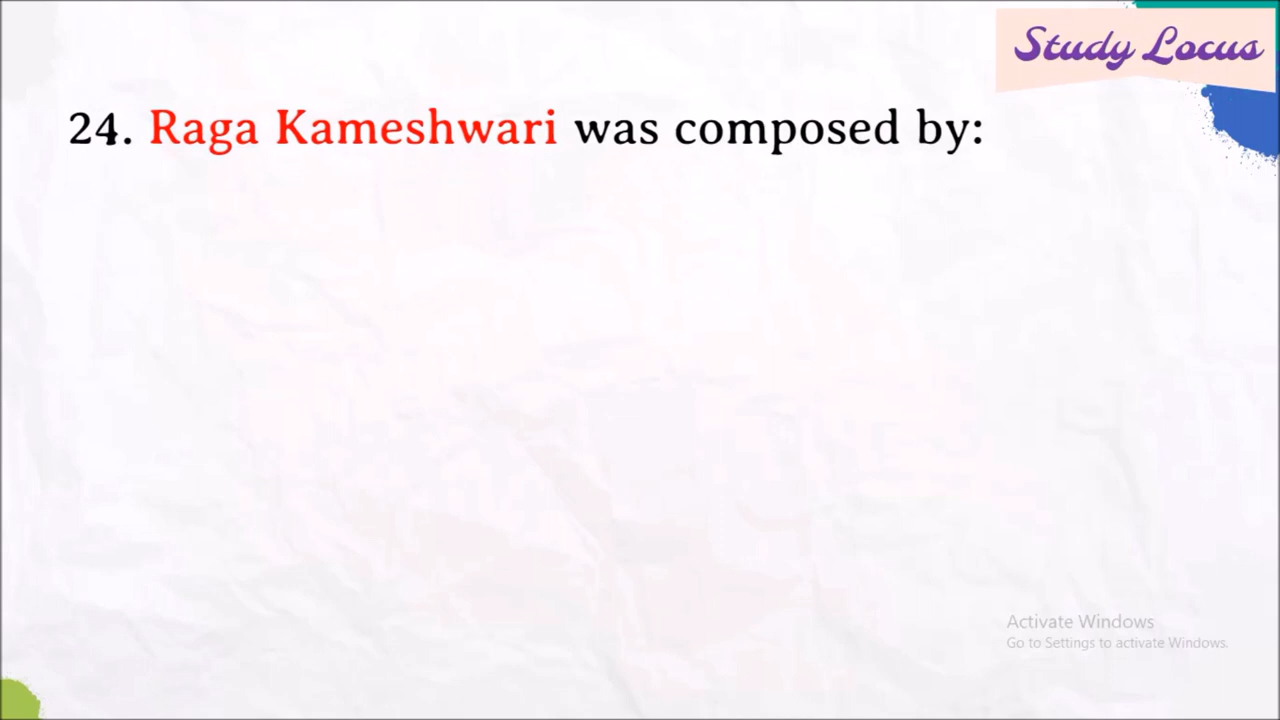 Study Locus
24. Raga Kameshwari was composed by:
Activate Windows
Go to Settings to activate Windows.